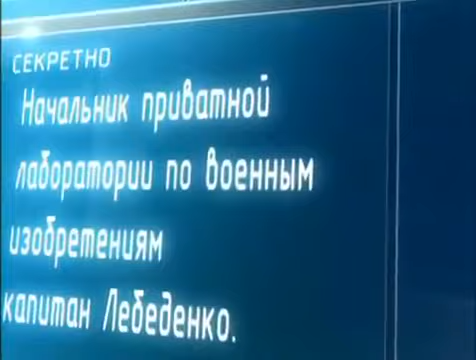 СЕКРЕТНО
Начальник приватной
лаборатории по военным
изобретениям
капитан Лебеденко.